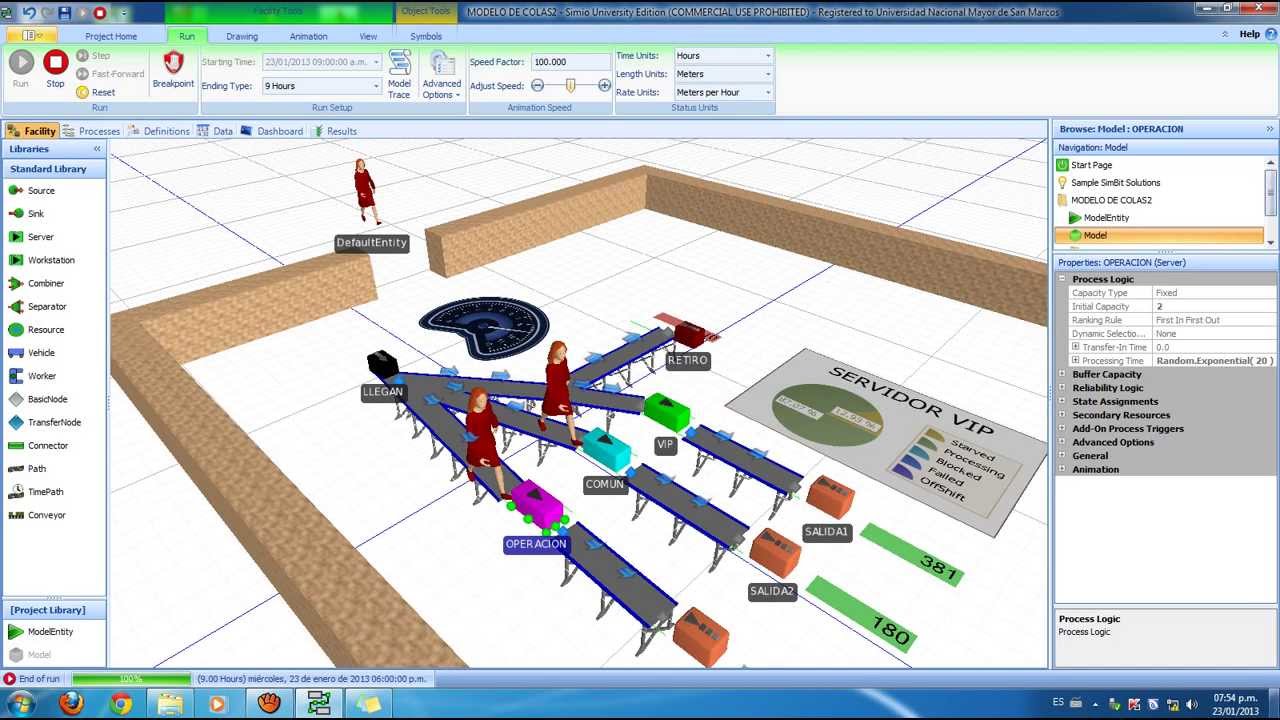 Facility Tools
Object Tools
MODELO DE COLAS2 - Simio University Edition (COMMERCIAL USE PROHIBITED) - Registered to Universidad Nacional Mayor de San Marcos
Project Home
Run
Drawing
Animation
View
Symbols
Help
Run
Stop
Step
Fast-Forward
Reset
Run
Breakpoint
Starting Time:
23/01/2013 09:00:00 a.m.
Ending Type:
9 Hours
Run Setup
Model Trace
Advanced Options
Speed Factor:
100.000
Adjust Speed:
Animation Speed
Time Units:
Hours
Length Units:
Meters
Rate Units:
Meters per Hour
Status Units
Facility
Processes
Definitions
Data
Dashboard
Results
Libraries
Standard Library
Source
Sink
Server
Workstation
Combiner
Separator
Resource
Vehicle
Worker
BasicNode
TransferNode
Connector
Path
TimePath
Conveyor
[Project Library]
ModelEntity
Model
DefaultEntity
RETIRO
LLEGAN
VIP
COMUN
OPERACION
SALIDA1
SALIDA2
SERVIDOR VIP
Starved
Processing
Blocked
Failed
OffShift
381
180
Browse: Model : OPERACION
Navigation: Model
Start Page
Sample SimBit Solutions
MODELO DE COLAS2
ModelEntity
Model
Properties: OPERACION (Server)
Process Logic
Capacity Type
Fixed
Initial Capacity
2
Ranking Rule
First In First Out
Dynamic Selectio...
None
Transfer-In Time
0.0
Processing Time
Random.Exponential( 20 )
Buffer Capacity
Reliability Logic
State Assignments
Secondary Resources
Add-On Process Triggers
Advanced Options
General
Animation
Process Logic
Process Logic
End of run
100%
(9.00 Hours) miércoles, 23 de enero de 2013 06:00:00 p.m.
ES
07:54 p.m.
23/01/2013